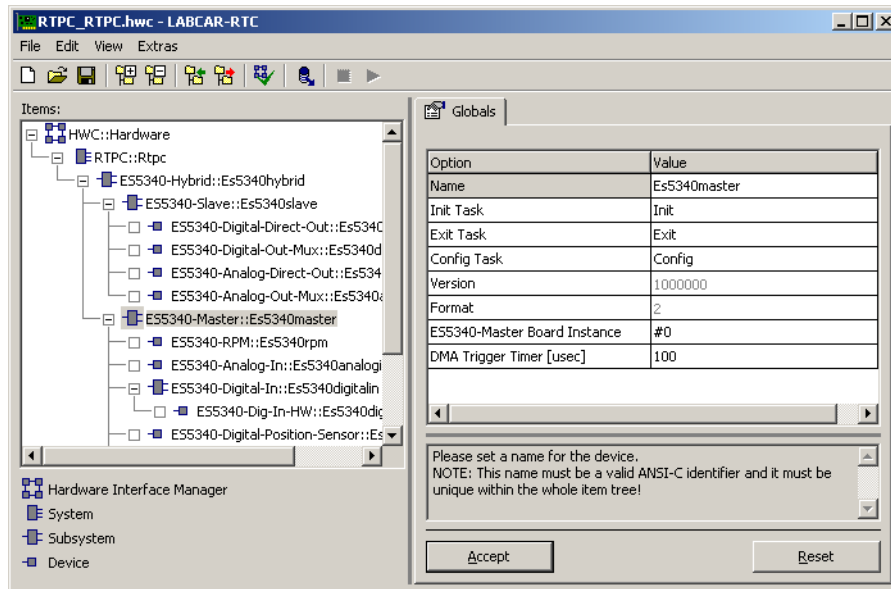 RTPC_RTPC.hwc - LABCAR-RTC
File Edit View Extras
Items:
HWC::Hardware
RTPC::Rtpc
ES5340-Hybrid::Es5340hybrid
ES5340-Slave::Es5340slave
ES5340-Digital-Direct-Out::Es5340
ES5340-Digital-Out-Mux::Es5340d
ES5340-Analog-Direct-Out::Es534
ES5340-Analog-Out-Mux::Es5340a
ES5340-Master::Es5340master
ES5340-RPM::Es5340rpm
ES5340-Analog-In::Es5340analogi
ES5340-Digital-In::Es5340digitalin
ES5340-Dig-In-HW::Es5340dig
ES5340-Digital-Position-Sensor::Es
Hardware Interface Manager
System
Subsystem
Device
Globals
Option Value
Name Es5340master
Init Task Init
Exit Task Exit
Config Task Config
Version 1000000
Format 2
ES5340-Master Board Instance #0
DMA Trigger Timer [usec] 100
Please set a name for the device.
NOTE: This name must be a valid ANSI-C identifier and it must be
unique within the whole item tree!
Accept Reset